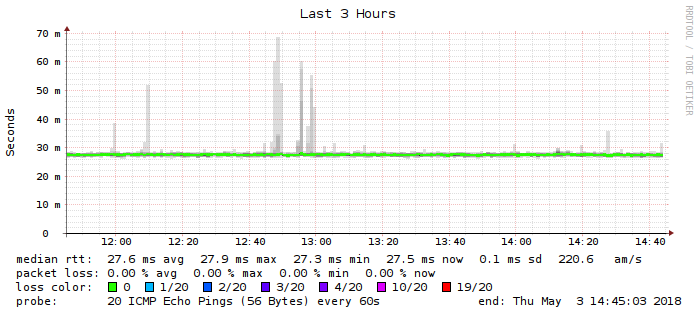 Last 3 Hours
RRDTOOL / TOBI OETIKER
Seconds
70 m
60 m
50 m
40 m
30 m
20 m
10 m
0
12:00 12:20 12:40 13:00 13:20 13:40 14:00 14:20 14:40
median rtt: 27.6 ms avg 27.9 ms max 27.3 ms min 27.5 ms now 0.1 ms sd 220.6 am/s
packet loss: 0.00 % avg 0.00 % max 0.00 % min 0.00 % now
loss color: 0 1/20 2/20 3/20 4/20 10/20 19/20
probe: 20 ICMP Echo Pings (56 Bytes) every 60s end: Thu May 3 14:45:03 2018